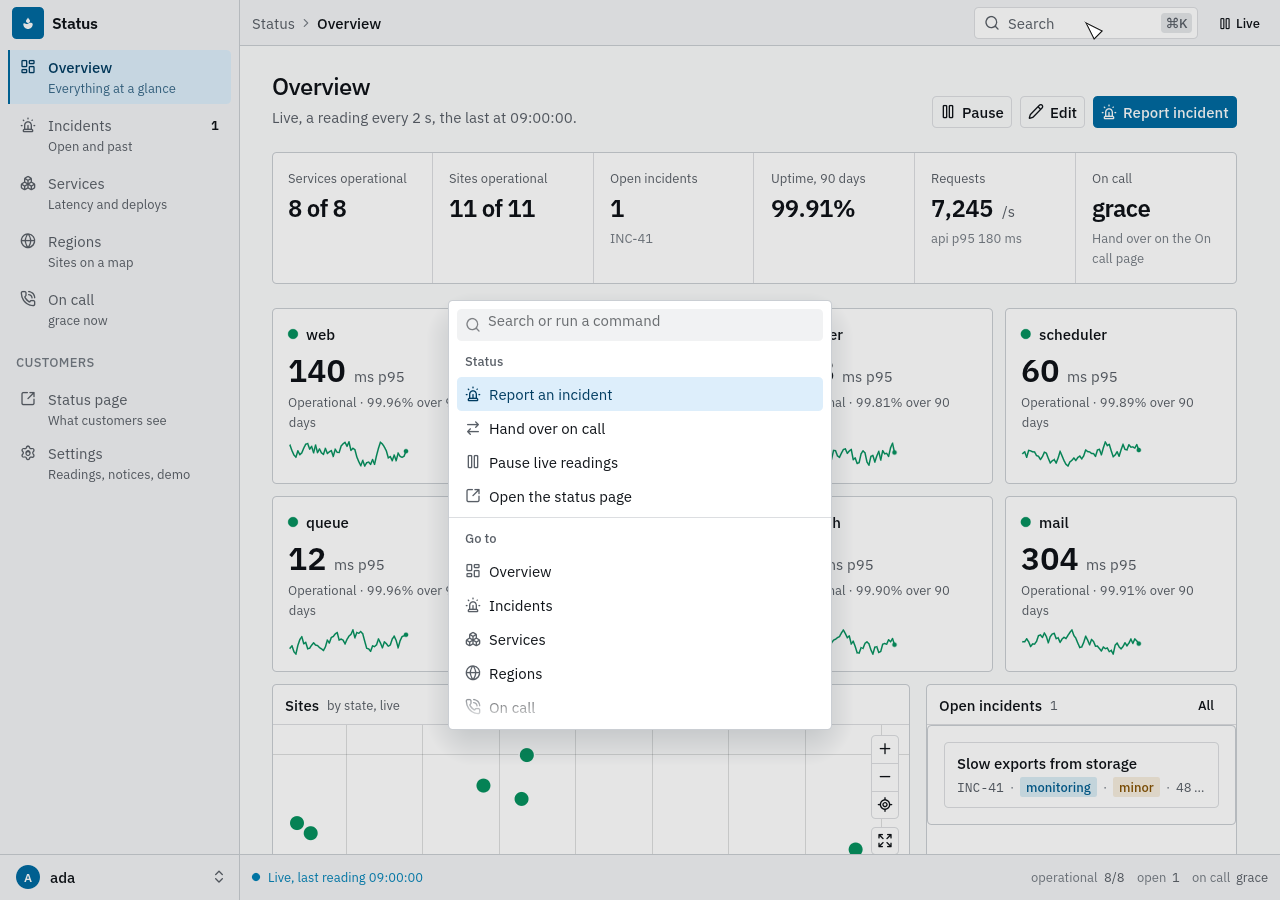 Status
Status
Overview
Search
⌘K
Live
Overview
Everything at a glance
Incidents
1
Open and past
Services
Latency and deploys
Regions
Sites on a map
On call
grace now
CUSTOMERS
Status page
What customers see
Settings
Readings, notices, demo
Overview
Live, a reading every 2 s, the last at 09:00:00.
Pause
Edit
Report incident
Services operational
8 of 8
Sites operational
11 of 11
Open incidents
1
INC-41
Uptime, 90 days
99.91%
Requests
7,245 /s
api p95 180 ms
On call
grace
Hand over on the On
call page
web
140 ms p95
Operational · 99.96% over
days
ms p95
99.81% over 90
scheduler
60 ms p95
Operational · 99.89% over 90
days
queue
12 ms p95
Operational · 99.96% over
days
p95
99.90% over 90
mail
304 ms p95
Operational · 99.91% over 90
days
Search or run a command
Status
Report an incident
Hand over on call
Pause live readings
Open the status page
Go to
Overview
Incidents
Services
Regions
On call
Sites by state, live
Open incidents 1
All
Slow exports from storage
INC-41 · monitoring · minor · 48…
A ada
Live, last reading 09:00:00
operational 8/8 open 1 on call grace